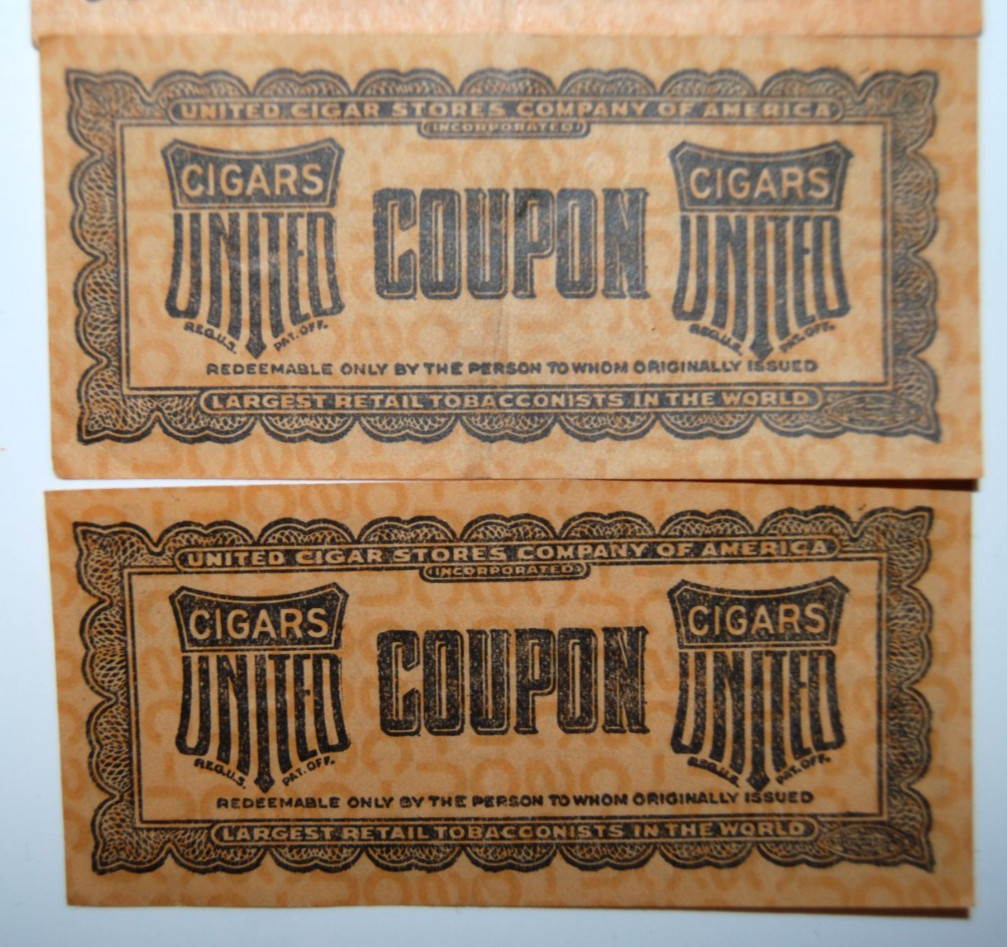 UNITED CIGAR STORES COMPANY OF AMERICA
(INCORPORATED)
CIGARS
UNITED
REG.U.S. PAT.OFF.
COUPON
CIGARS
UNITED
REG.U.S. PAT.OFF.
REDEEMABLE ONLY BY THE PERSON TO WHOM ORIGINALLY ISSUED
LARGEST RETAIL TOBACCONISTS IN THE WORLD
UNITED CIGAR STORES COMPANY OF AMERICA
(INCORPORATED)
CIGARS
UNITED
REG.U.S. PAT.OFF.
COUPON
CIGARS
UNITED
REG.U.S. PAT.OFF.
REDEEMABLE ONLY BY THE PERSON TO WHOM ORIGINALLY ISSUED
LARGEST RETAIL TOBACCONISTS IN THE WORLD